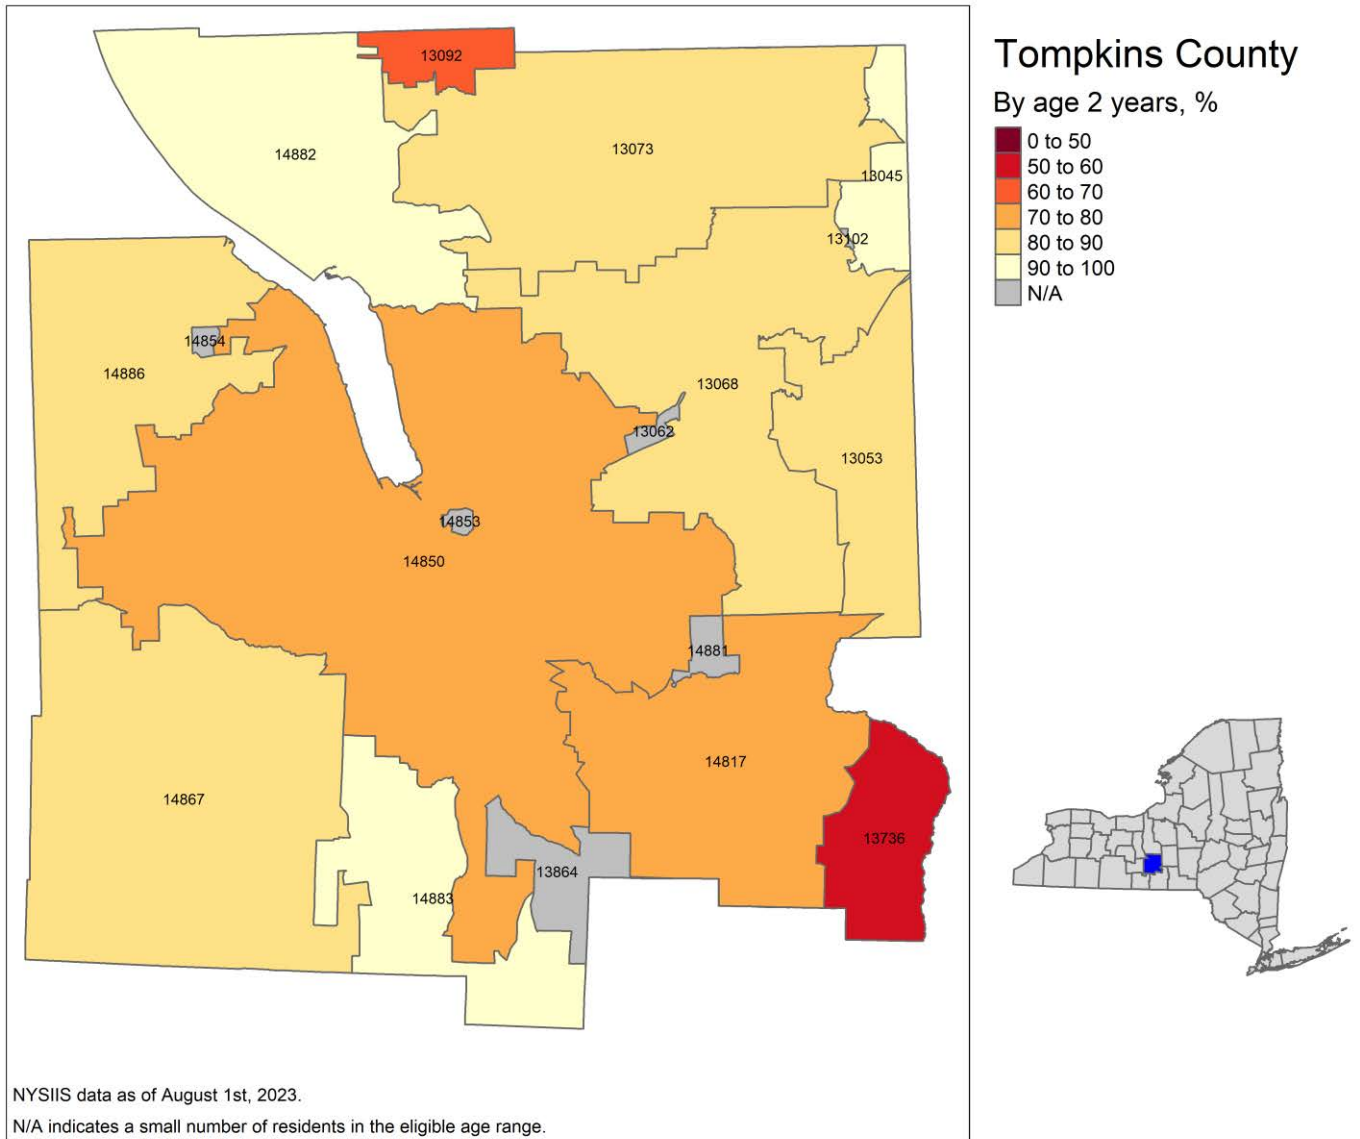 Tompkins County
By age 2 years, %
0 to 50
50 to 60
60 to 70
70 to 80
80 to 90
90 to 100
N/A
13092
14882
13073
13045
13102
14854
14886
13068
13062
13053
14853
14850
14881
14817
14867
13736
13864
14883
NYSIIS data as of August 1st, 2023.
N/A indicates a small number of residents in the eligible age range.